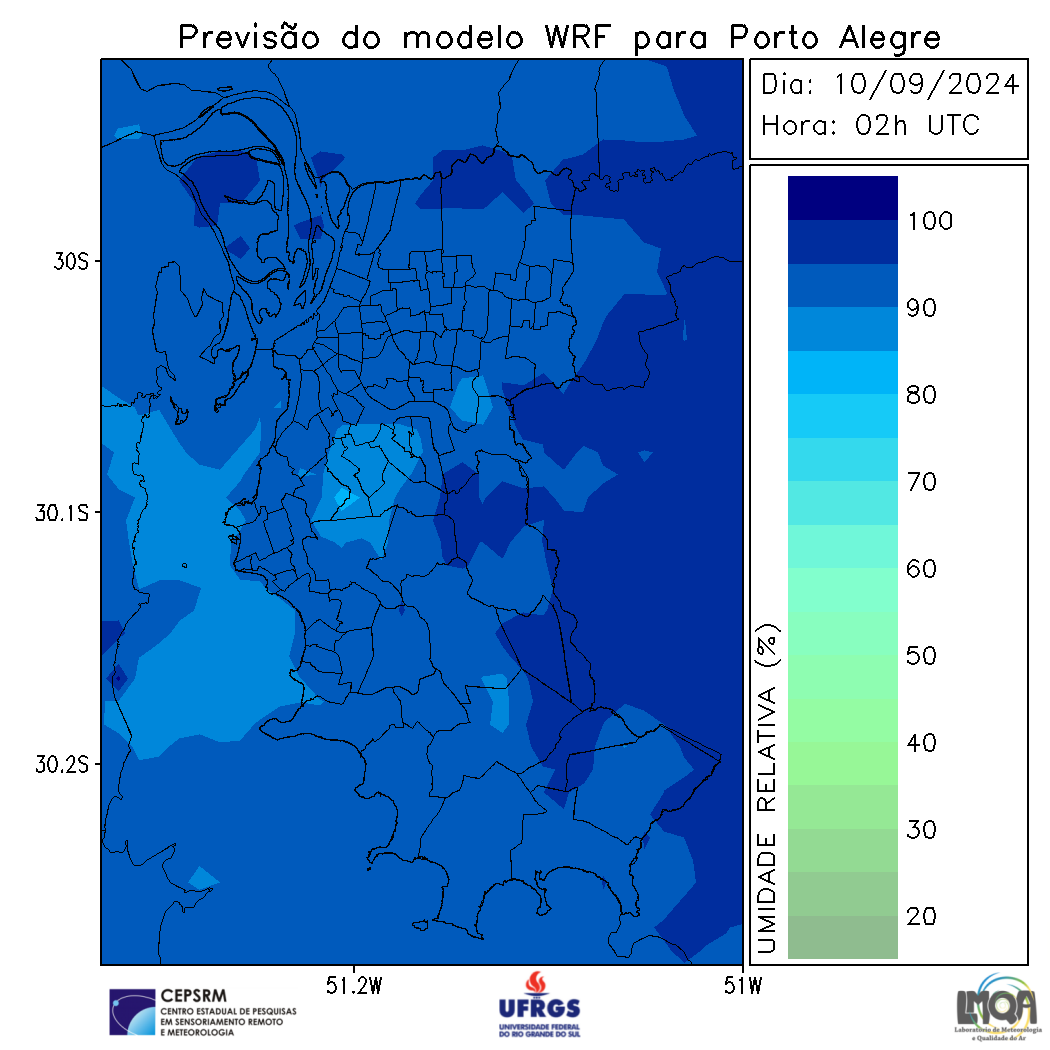 Previsão do modelo WRF para Porto Alegre
Dia: 10/09/2024
Hora: 02h UTC
30S
30.1S
30.2S
51.2W
51W
100
90
80
70
60
50
40
30
20
UMIDADE RELATIVA (%)
CEPSRM
CENTRO ESTADUAL DE PESQUISAS
EM SENSORIAMENTO REMOTO
E METEOROLOGIA
UFRGS
UNIVERSIDADE FEDERAL
DO RIO GRANDE DO SUL
LMQA
Laboratório de Meteorologia
e Qualidade do Ar